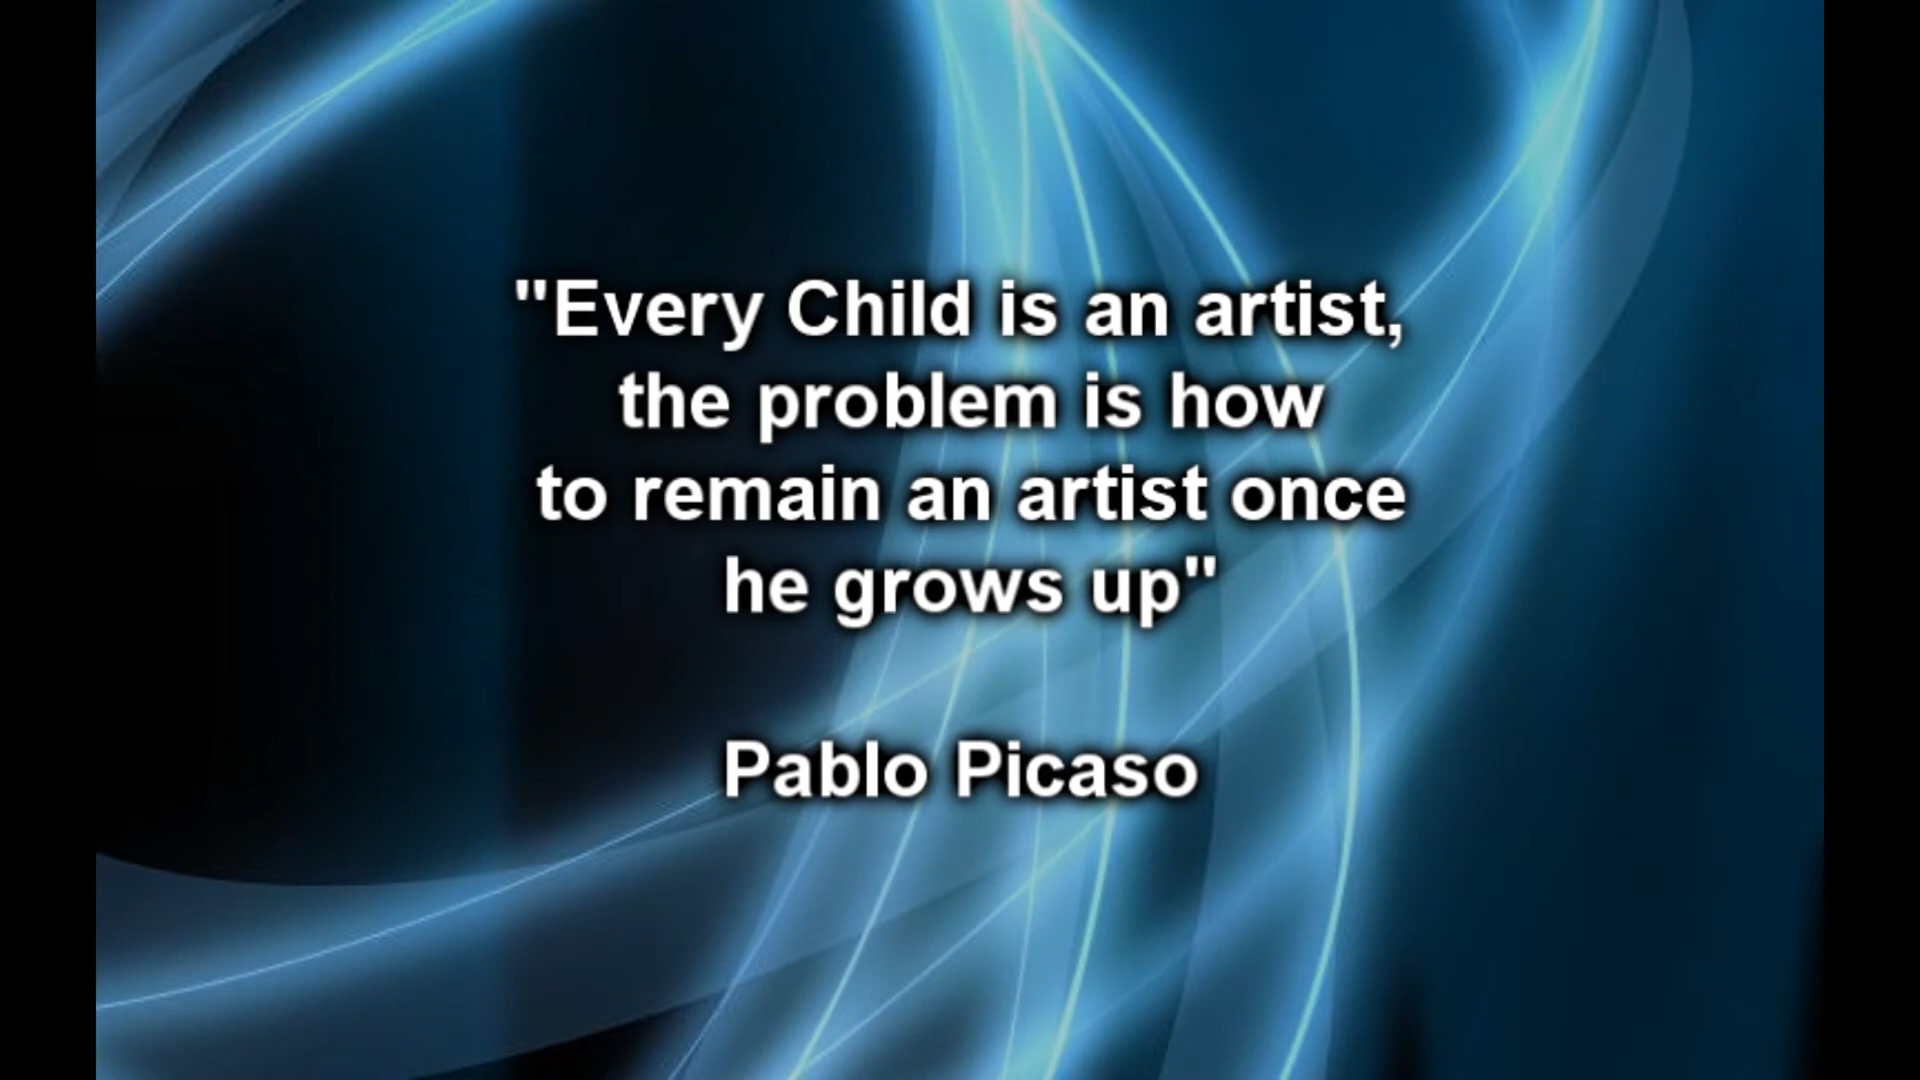 "Every Child is an artist,
the problem is how
to remain an artist once
he grows up"
Pablo Picaso